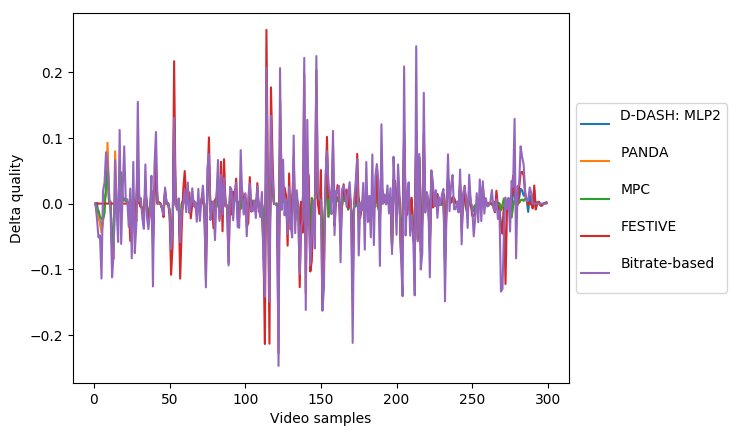 Delta quality
0.2
0.1
0.0
−0.1
−0.2
0 50 100 150 200 250 300
Video samples
D-DASH: MLP2
PANDA
MPC
FESTIVE
Bitrate-based